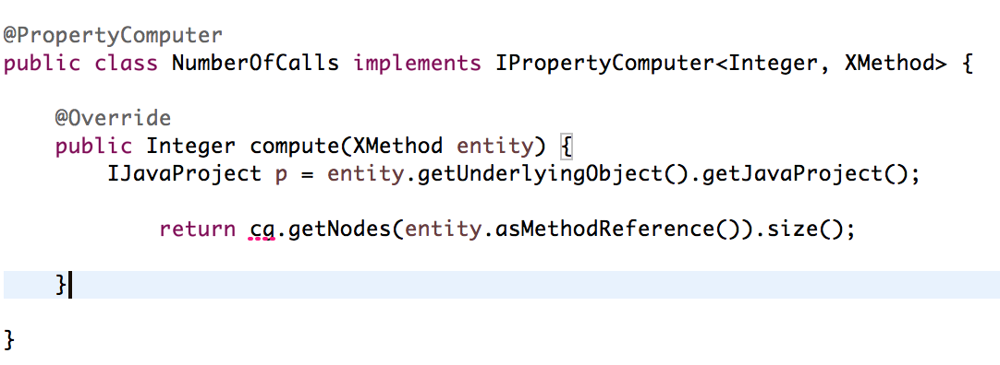 @PropertyComputer
public class NumberOfCalls implements IPropertyComputer<Integer, XMethod> {
@Override
public Integer compute(XMethod entity) {
IJavaProject p = entity.getUnderlyingObject().getJavaProject();
return cg.getNodes(entity.asMethodReference()).size();
}
}